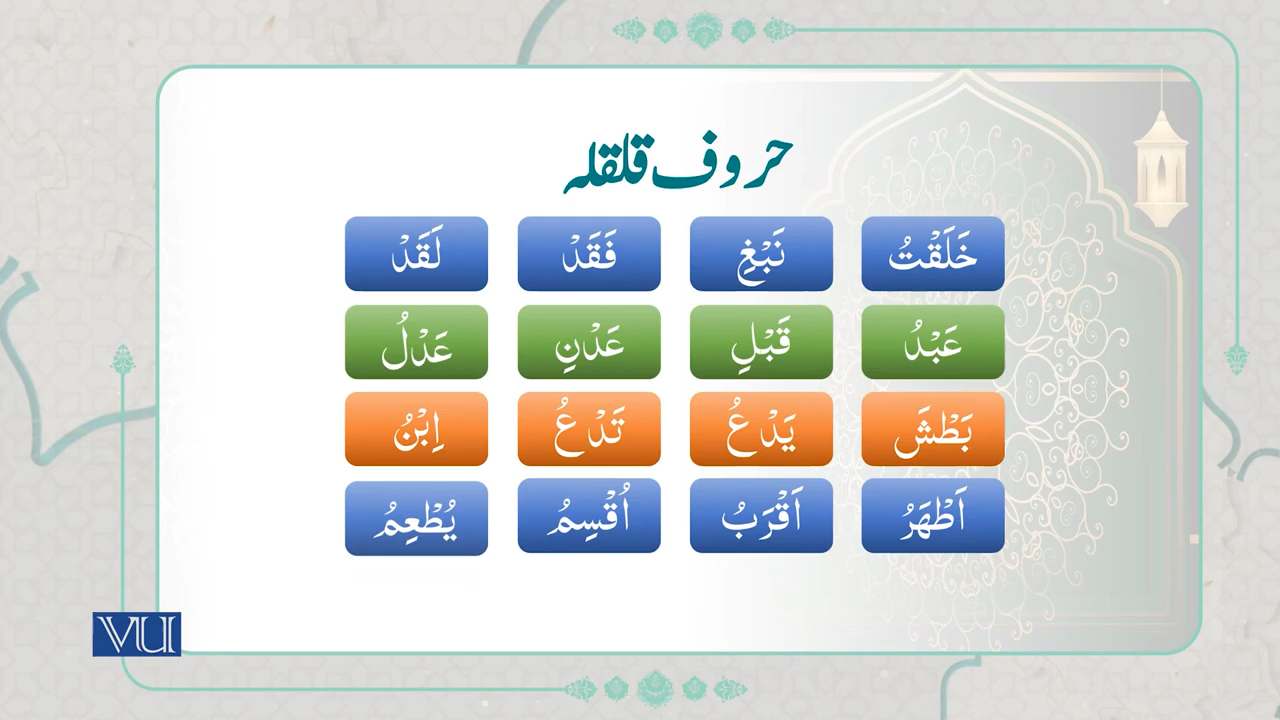 حروف قلقلہ
خَلَقْتُ نَبْغِ فَقَدْ لَقَدْ
عَبْدُ قَبْلِ عَدْنِ عَدْلُ
بَطْشَ يَدْعُ تَدْعُ اِبْنُ
اَطْهَرُ اَقْرَبُ اُقْسِمُ يُطْعِمُ
VU